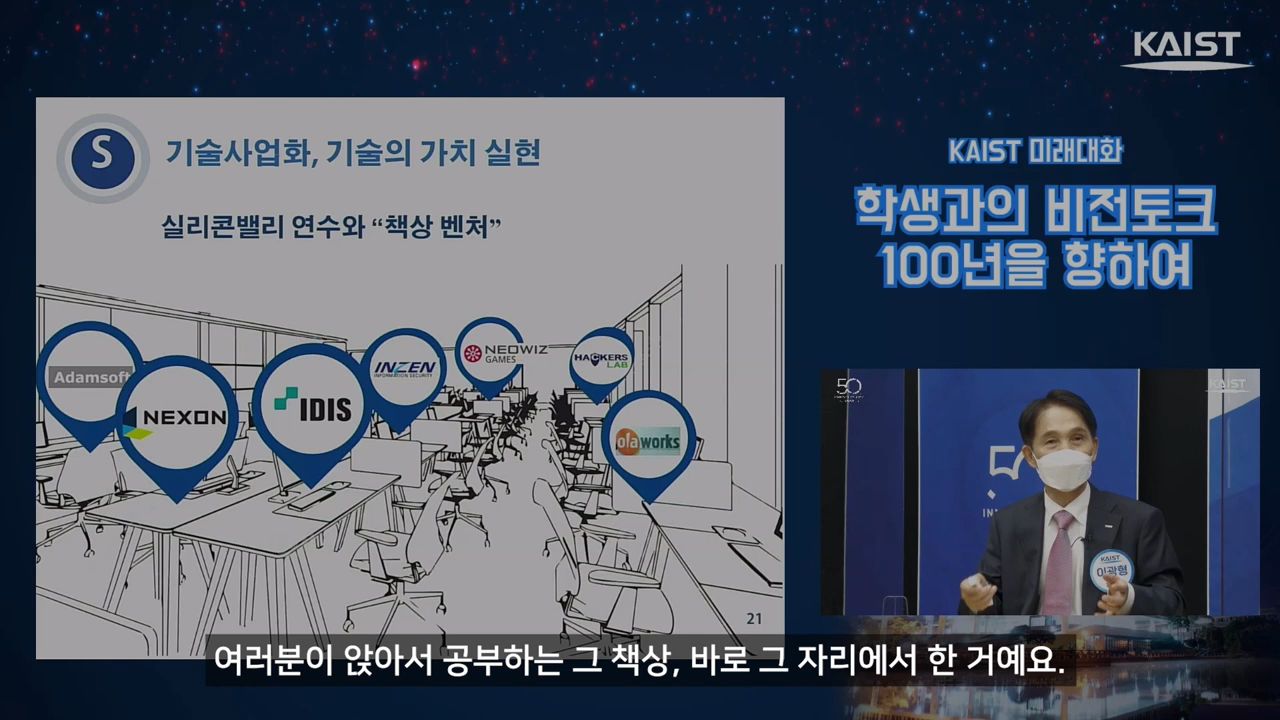 KAIST
S
기술사업화, 기술의 가치 실현
실리콘밸리 연수와 “책상 벤처”
Adamsoft
NEXON
IDIS
INZEN
INFORMATION SECURITY
NEOWIZ
GAMES
HACKERS
LAB
olaworks
21
KAIST 미래대화
학생과의 비전토크
100년을 향하여
50
KAIST
50
IN
KAIST
이광형
여러분이 앉아서 공부하는 그 책상, 바로 그 자리에서 한 거예요.